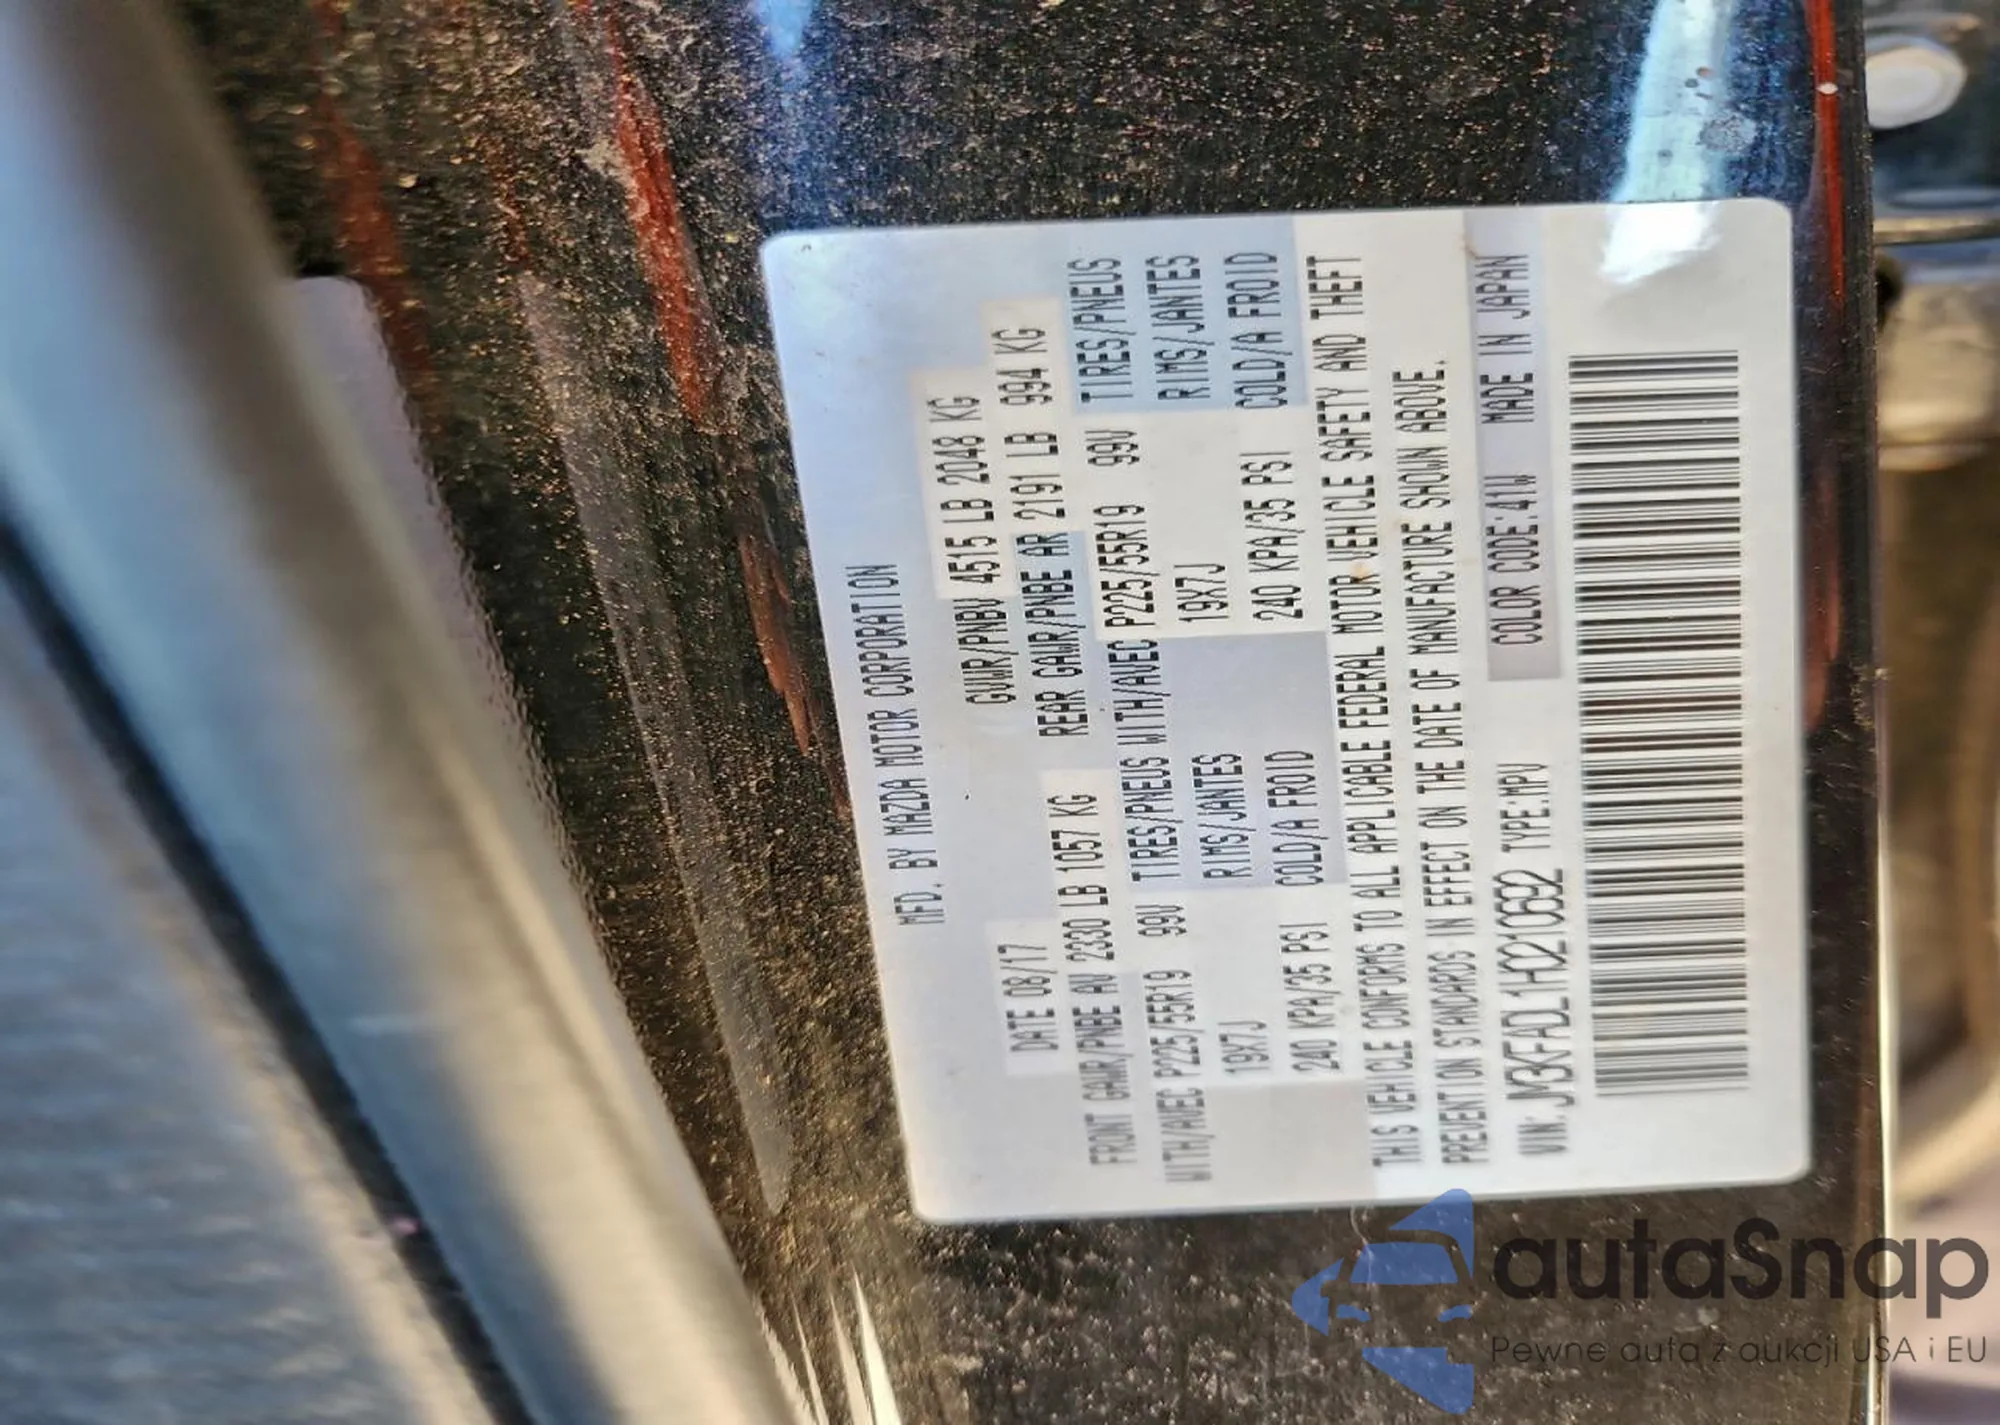 MFD. BY MAZDA MOTOR CORPORATION
DATE 08/17 GVWR/PNBV 4515 LB 2048 KG
FRONT GAWR/PNBE AV 2330 LB 1057 KG REAR GAWR/PNBE AR 2191 LB 994 KG
WITH/AVEC P225/55R19 99V TIRES/PNEUS WITH/AVEC P225/55R19 99V TIRES/PNEUS
19X7J RIMS/JANTES 19X7J RIMS/JANTES
240 KPA/35 PSI COLD/A FROID 240 KPA/35 PSI COLD/A FROID
THIS VEHICLE CONFORMS TO ALL APPLICABLE FEDERAL MOTOR VEHICLE SAFETY AND THEFT
PREVENTION STANDARDS IN EFFECT ON THE DATE OF MANUFACTURE SHOWN ABOVE.
VIN: JM3KFADL1H0210692 TYPE:MPV COLOR CODE:41W MADE IN JAPAN
autaSnap
Pewne auta z aukcji USA i EU